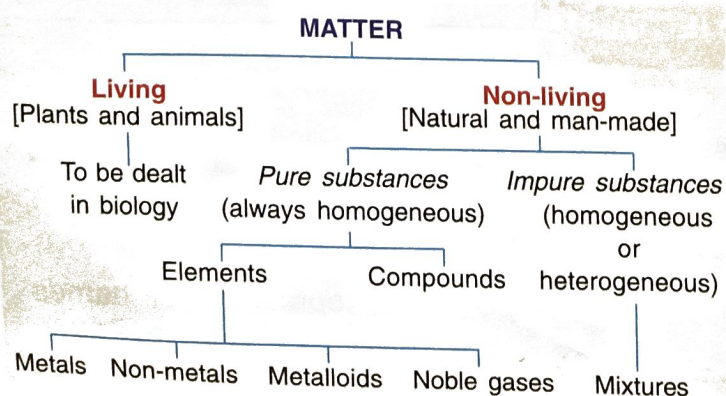 MATTER
Living
[Plants and animals]
Non-living
[Natural and man-made]
To be dealt
in biology
Pure substances
(always homogeneous)
Impure substances
(homogeneous
or
heterogeneous)
Elements
Compounds
Metals
Non-metals
Metalloids
Noble gases
Mixtures